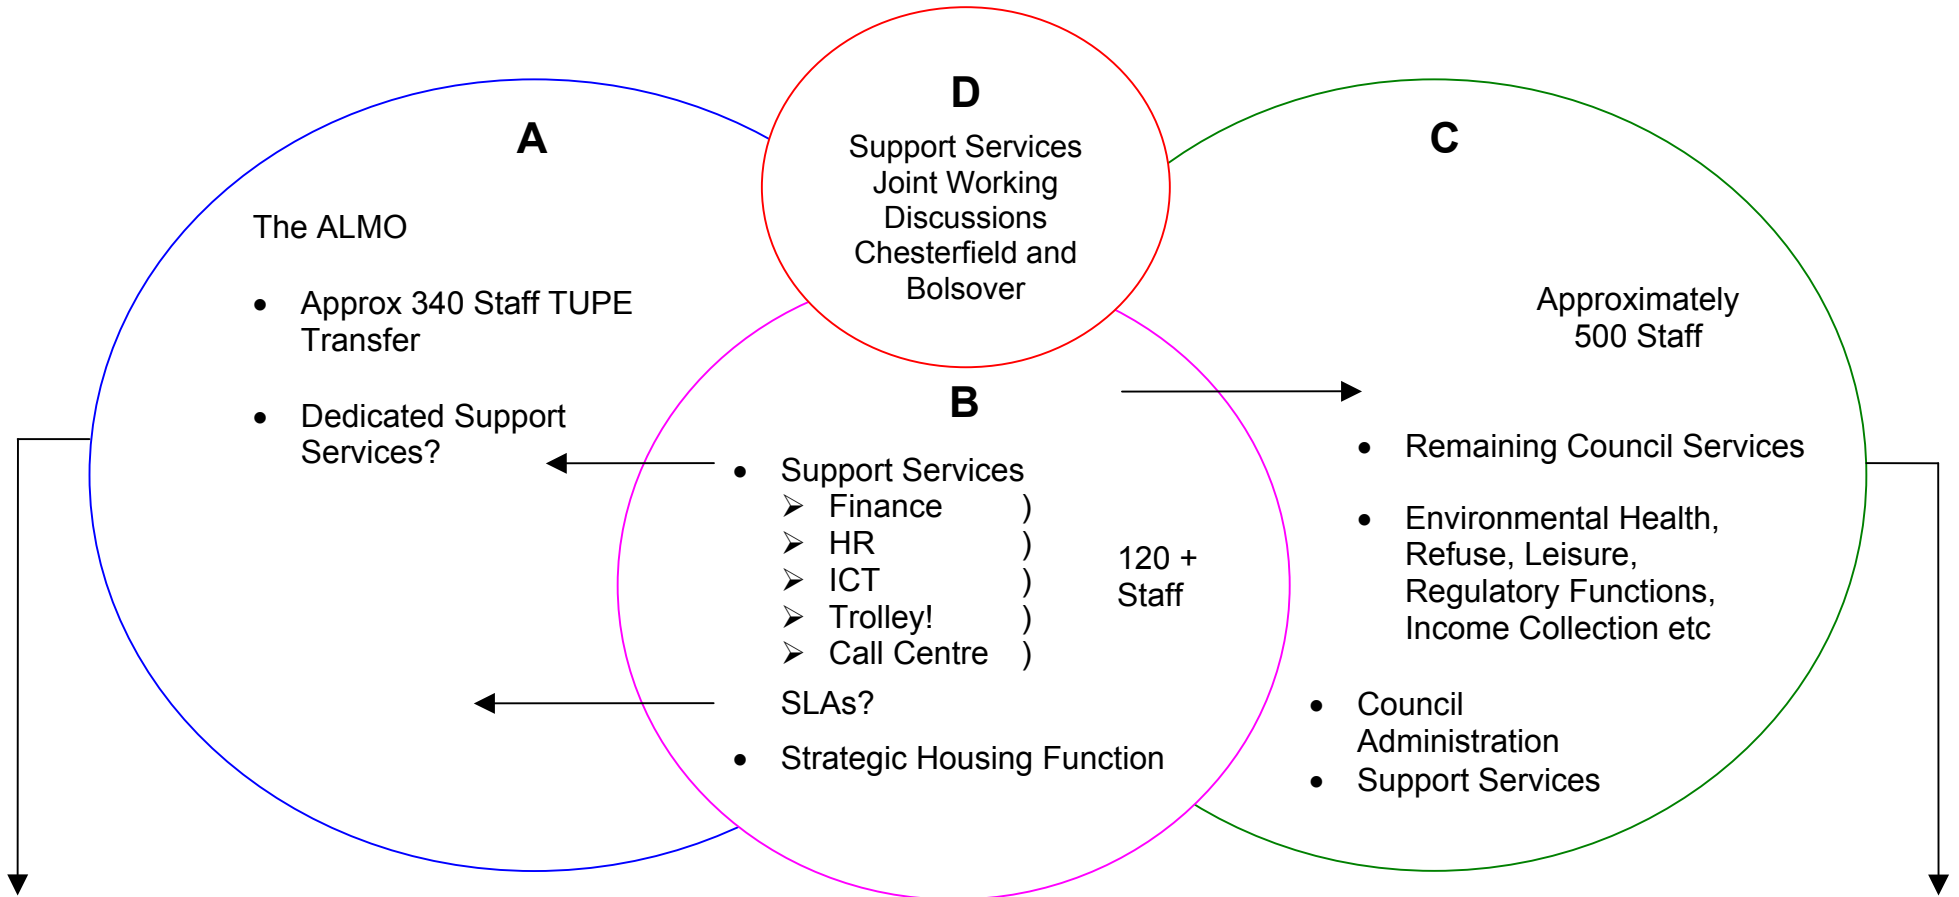 D
Support Services
Joint Working
Discussions
Chesterfield and
Bolsover
A
The ALMO
• Approx 340 Staff TUPE
Transfer
• Dedicated Support
Services?
B
• Support Services
➢ Finance )
➢ HR )
➢ ICT )
➢ Trolley! )
➢ Call Centre )
120 +
Staff
SLAs?
• Strategic Housing Function
C
Approximately
500 Staff
• Remaining Council Services
• Environmental Health,
Refuse, Leisure,
Regulatory Functions,
Income Collection etc
• Council
Administration
• Support Services